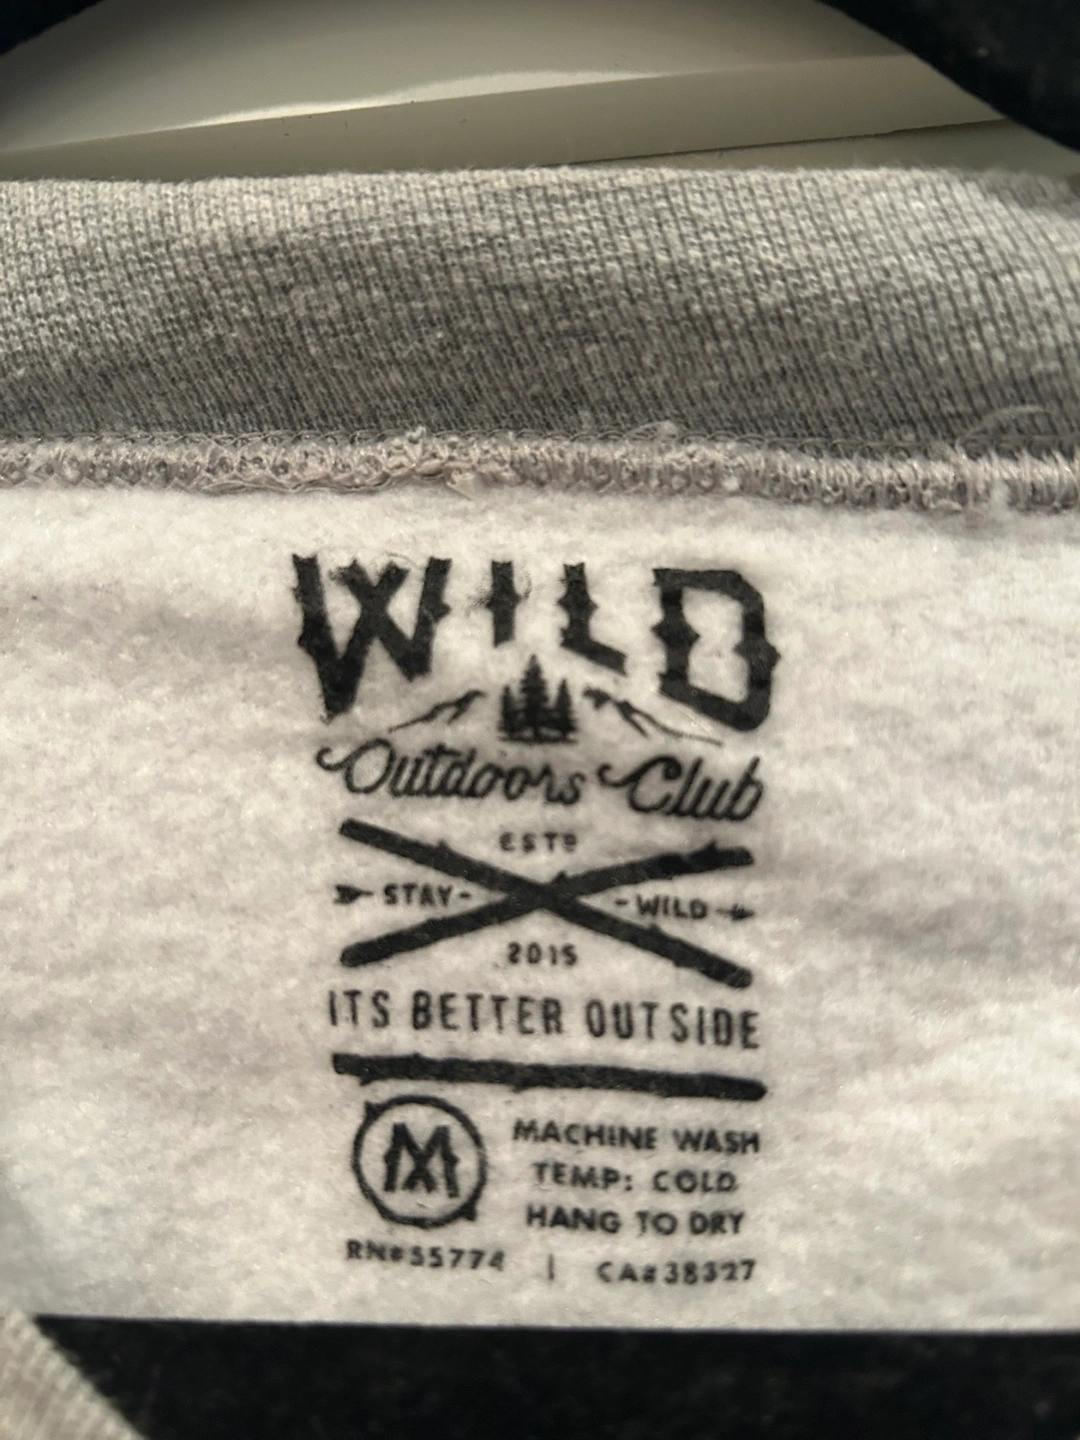 WILD
Outdoors Club
ESTD
STAY - WILD
2015
ITS BETTER OUTSIDE
M
MACHINE WASH
TEMP: COLD
HANG TO DRY
RN#55774 | CA#38327